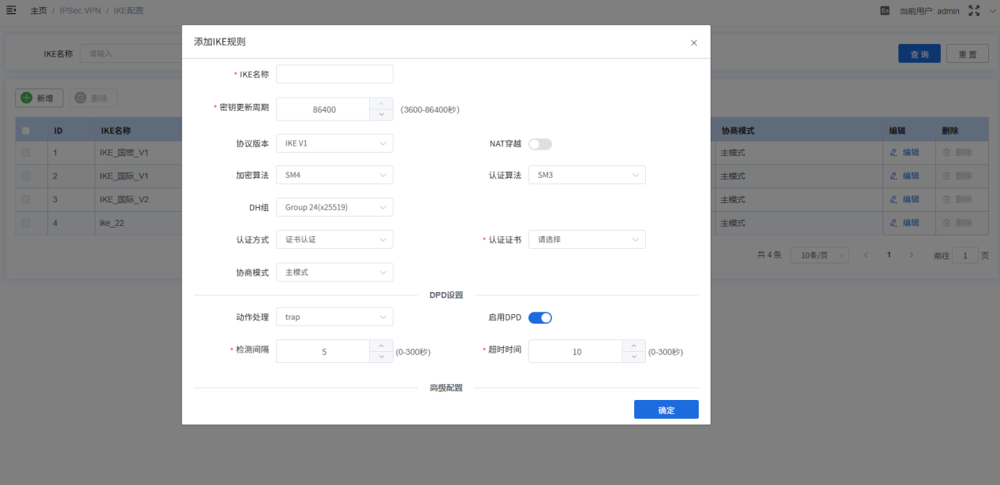 主页 / IPSec VPN / IKE配置
En 当前用户: admin
IKE名称 请输入 查询 重置
新增 删除
ID IKE名称 协商模式 编辑 删除
1 IKE_国密_V1 主模式 编辑 删除
2 IKE_国际_V1 主模式 编辑 删除
3 IKE_国际_V2 主模式 编辑 删除
4 ike_22 主模式 编辑 删除
共 4 条 10条/页 1 前往 1 页
添加IKE规则
* IKE名称
* 密钥更新周期 86400 (3600-86400秒)
协议版本 IKE V1 NAT穿越
加密算法 SM4 认证算法 SM3
DH组 Group 24(x25519)
认证方式 证书认证 * 认证证书 请选择
协商模式 主模式
DPD设置
动作处理 trap 启用DPD
* 检测间隔 5 (0-300秒) * 超时时间 10 (0-300秒)
高级配置
确定